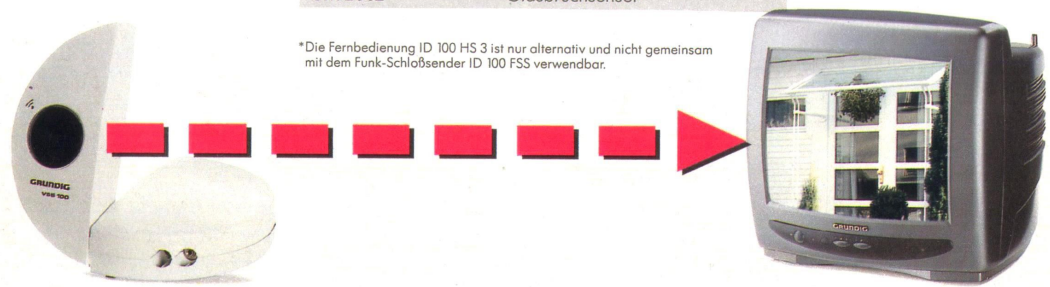 *Die Fernbedienung ID 100 HS 3 ist nur alternativ und nicht gemeinsam
mit dem Funk-Schloßsender ID 100 FSS verwendbar.
GRUNDIG
VSS 100
GRUNDIG